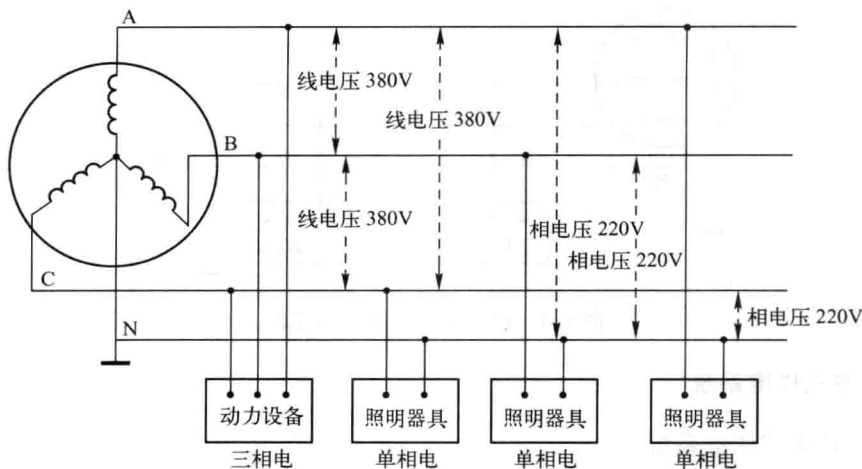 A
线电压 380V
线电压 380V
B
线电压 380V
相电压 220V
相电压 220V
C
N
相电压 220V
动力设备
照明器具
照明器具
照明器具
三相电
单相电
单相电
单相电